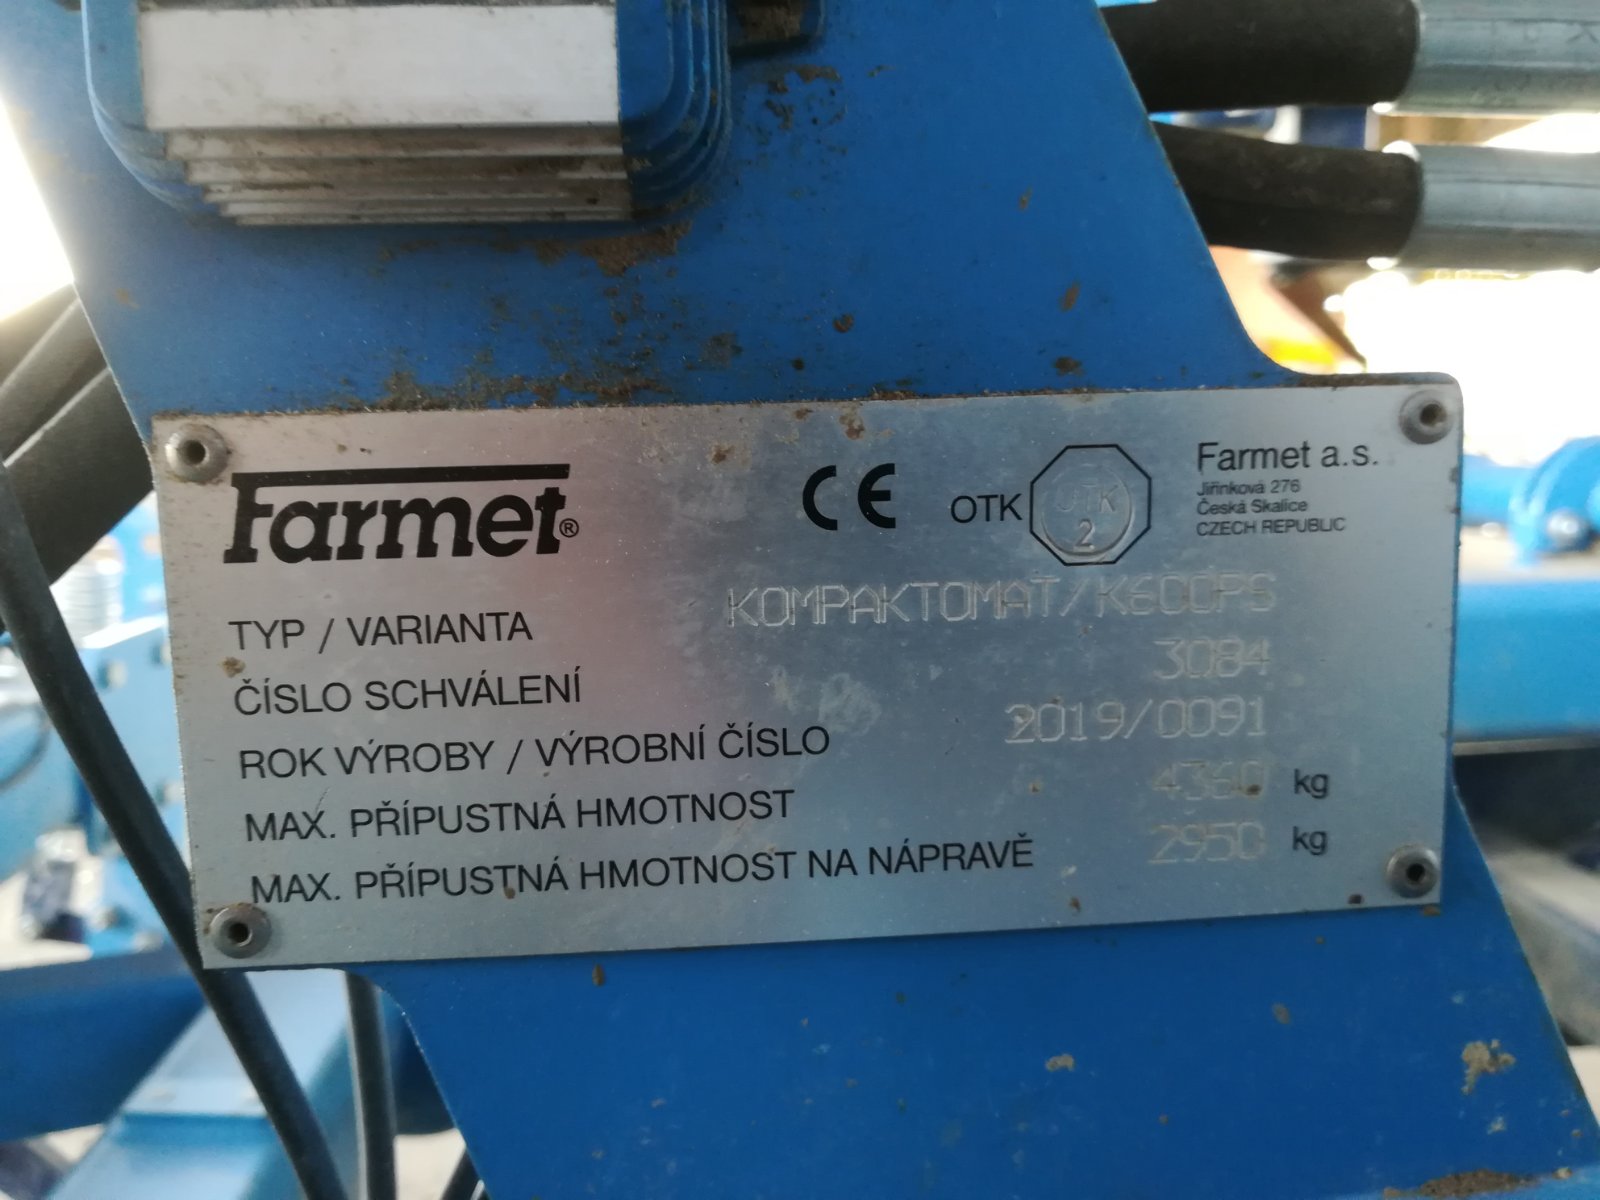 Farmet®
CE
OTK
OTK
2
Farmet a.s.
Jiřinková 276
Česká Skalice
CZECH REPUBLIC
TYP / VARIANTA KOMPAKTOMAT/K600PS
ČÍSLO SCHVÁLENÍ 3084
ROK VÝROBY / VÝROBNÍ ČÍSLO 2019/0091
MAX. PŘÍPUSTNÁ HMOTNOST 4360 kg
MAX. PŘÍPUSTNÁ HMOTNOST NA NÁPRAVĚ 2950 kg